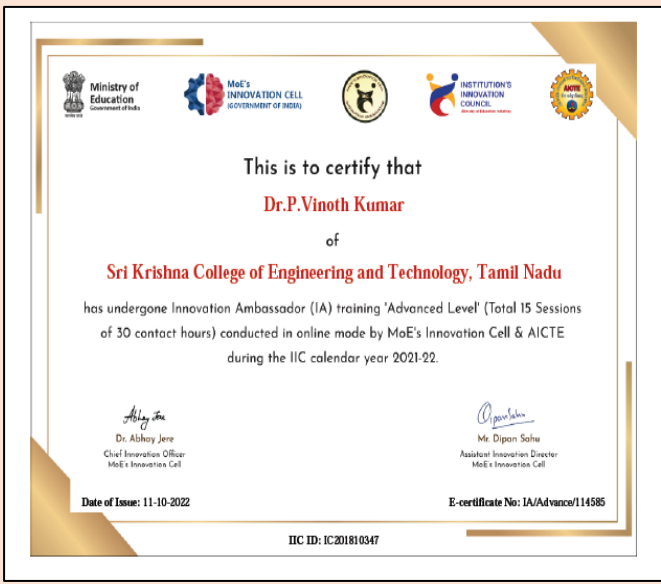 Ministry of
Education
Government of India
MoE's
INNOVATION CELL
(GOVERNMENT OF INDIA)
INSTITUTION'S
INNOVATION
COUNCIL
AICTE
This is to certify that
Dr.P.Vinoth Kumar
of
Sri Krishna College of Engineering and Technology, Tamil Nadu
has undergone Innovation Ambassador (IA) training 'Advanced Level' (Total 15 Sessions
of 30 contact hours) conducted in online mode by MoE's Innovation Cell & AICTE
during the IIC calendar year 2021-22.
Abhay Jere
Dipan Sahu
Dr. Abhay Jere
Mr. Dipan Sahu
Chief Innovation Officer
Assistant Innovation Director
MoE's Innovation Cell
MoE's Innovation Cell
Date of Issue: 11-10-2022
E-certificate No: IA/Advance/114585
IIC ID: IC201810347